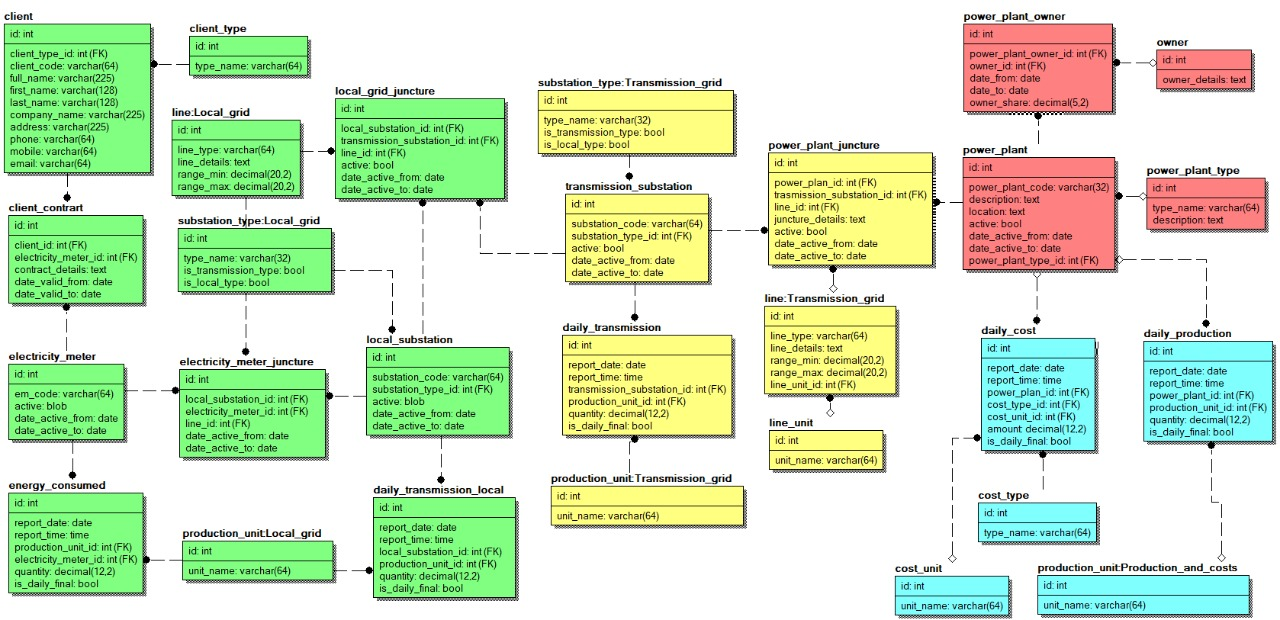 client
id: int
client_type_id: int (FK)
client_code: varchar(64)
full_name: varchar(225)
first_name: varchar(128)
last_name: varchar(128)
company_name: varchar(225)
address: varchar(225)
phone: varchar(64)
mobile: varchar(64)
email: varchar(64)
client_type
id: int
type_name: varchar(64)
line:Local_grid
id: int
line_type: varchar(64)
line_details: text
range_min: decimal(20,2)
range_max: decimal(20,2)
local_grid_juncture
id: int
local_substation_id: int (FK)
transmission_substation_id: int (FK)
line_id: int (FK)
active: bool
date_active_from: date
date_active_to: date
client_contrart
id: int
client_id: int (FK)
electricity_meter_id: int (FK)
contract_details: text
date_valid_from: date
date_valid_to: date
substation_type:Local_grid
id: int
type_name: varchar(32)
is_transmission_type: bool
is_local_type: bool
electricity_meter
id: int
em_code: varchar(64)
active: blob
date_active_from: date
date_active_to: date
electricity_meter_juncture
id: int
local_substation_id: int (FK)
electricity_meter_id: int (FK)
line_id: int (FK)
date_active_from: date
date_active_to: date
local_substation
id: int
substation_code: varchar(64)
substation_type_id: int (FK)
active: blob
date_active_from: date
date_active_to: date
energy_consumed
id: int
report_date: date
report_time: time
production_unit_id: int (FK)
electricity_meter_id: int (FK)
quantity: decimal(12,2)
is_daily_final: bool
production_unit:Local_grid
id: int
unit_name: varchar(64)
daily_transmission_local
id: int
report_date: date
report_time: time
local_substation_id: int (FK)
production_unit_id: int (FK)
quantity: decimal(12,2)
is_daily_final: bool
substation_type:Transmission_grid
id: int
type_name: varchar(32)
is_transmission_type: bool
is_local_type: bool
transmission_substation
id: int
substation_code: varchar(64)
substation_type_id: int (FK)
active: bool
date_active_from: date
date_active_to: date
daily_transmission
id: int
report_date: date
report_time: time
transmission_substation_id: int (FK)
production_unit_id: int (FK)
quantity: decimal(12,2)
is_daily_final: bool
production_unit:Transmission_grid
id: int
unit_name: varchar(64)
power_plant_juncture
id: int
power_plan_id: int (FK)
trasmission_substation_id: int (FK)
line_id: int (FK)
juncture_details: text
active: bool
date_active_from: date
date_active_to: date
line:Transmission_grid
id: int
line_type: varchar(64)
line_details: text
range_min: decimal(20,2)
range_max: decimal(20,2)
line_unit_id: int (FK)
line_unit
id: int
unit_name: varchar(64)
power_plant_owner
id: int
power_plant_owner_id: int (FK)
owner_id: int (FK)
date_from: date
date_to: date
owner_share: decimal(5,2)
owner
id: int
owner_details: text
power_plant
id: int
power_plant_code: varchar(32)
description: text
location: text
active: bool
date_active_from: date
date_active_to: date
power_plant_type_id: int (FK)
power_plant_type
id: int
type_name: varchar(64)
description: text
daily_cost
id: int
report_date: date
report_time: time
power_plan_id: int (FK)
cost_type_id: int (FK)
cost_unit_id: int (FK)
amount: decimal(12,2)
is_daily_final: bool
daily_production
id: int
report_date: date
report_time: time
power_plant_id: int (FK)
production_unit_id: int (FK)
quantity: decimal(12,2)
is_daily_final: bool
cost_type
id: int
type_name: varchar(64)
cost_unit
id: int
unit_name: varchar(64)
production_unit:Production_and_costs
id: int
unit_name: varchar(64)